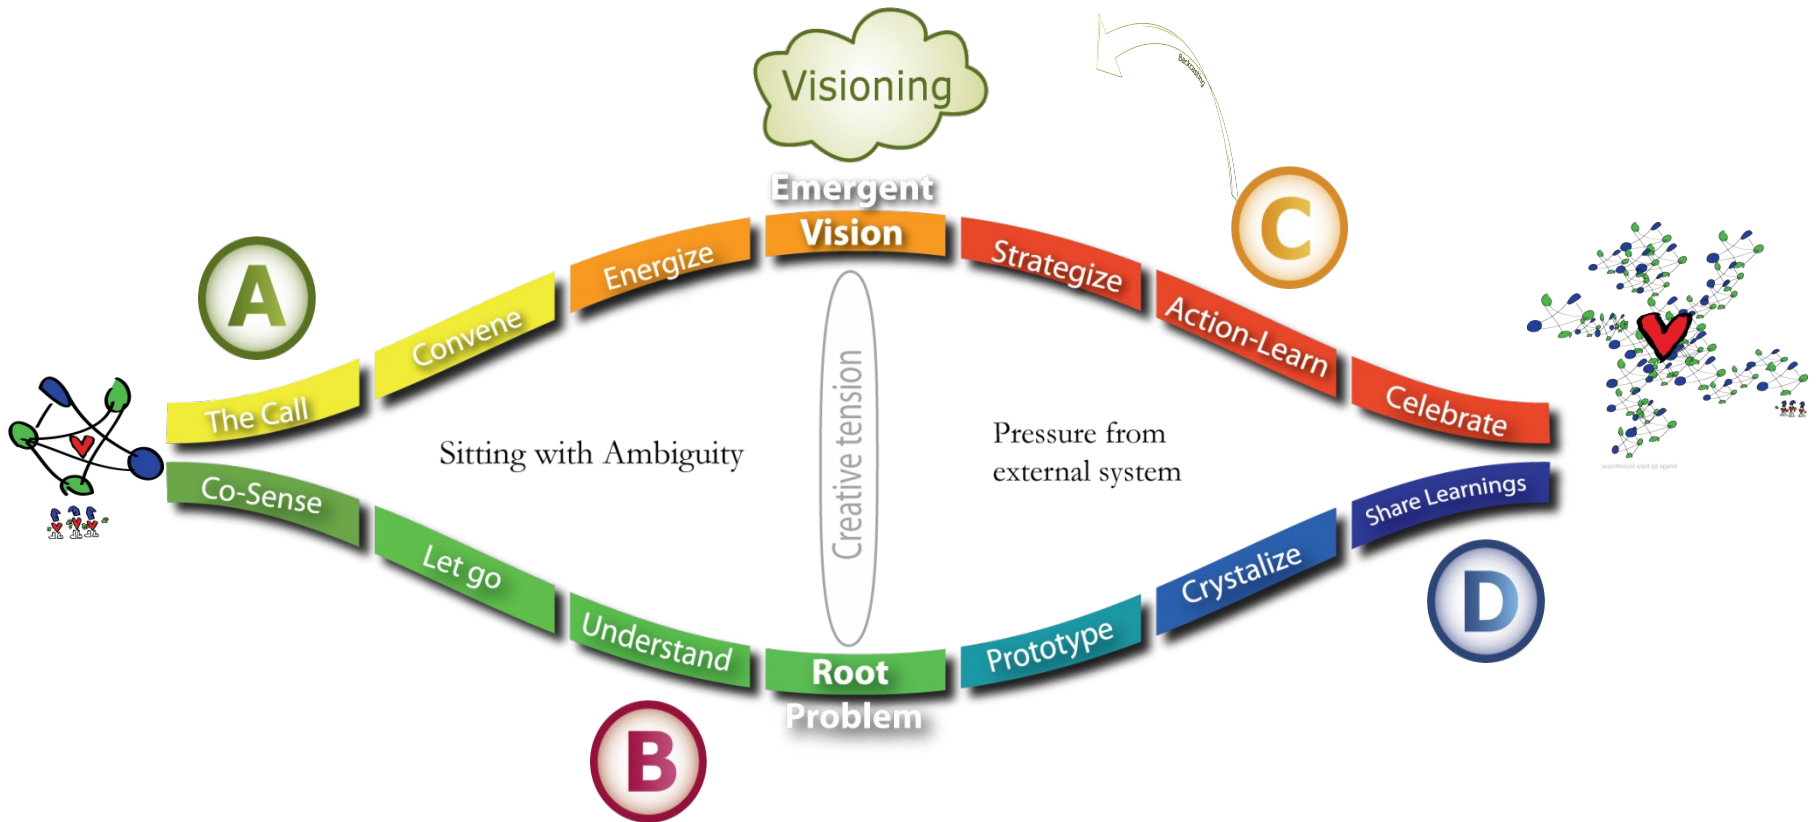 Visioning
Backcasting
Emergent
Vision
A
The Call
Convene
Energize
Strategize
Action-Learn
Celebrate
C
Sitting with Ambiguity
Creative tension
Pressure from
external system
Co-Sense
Let go
Understand
Root
Problem
Prototype
Crystalize
Share Learnings
B
D